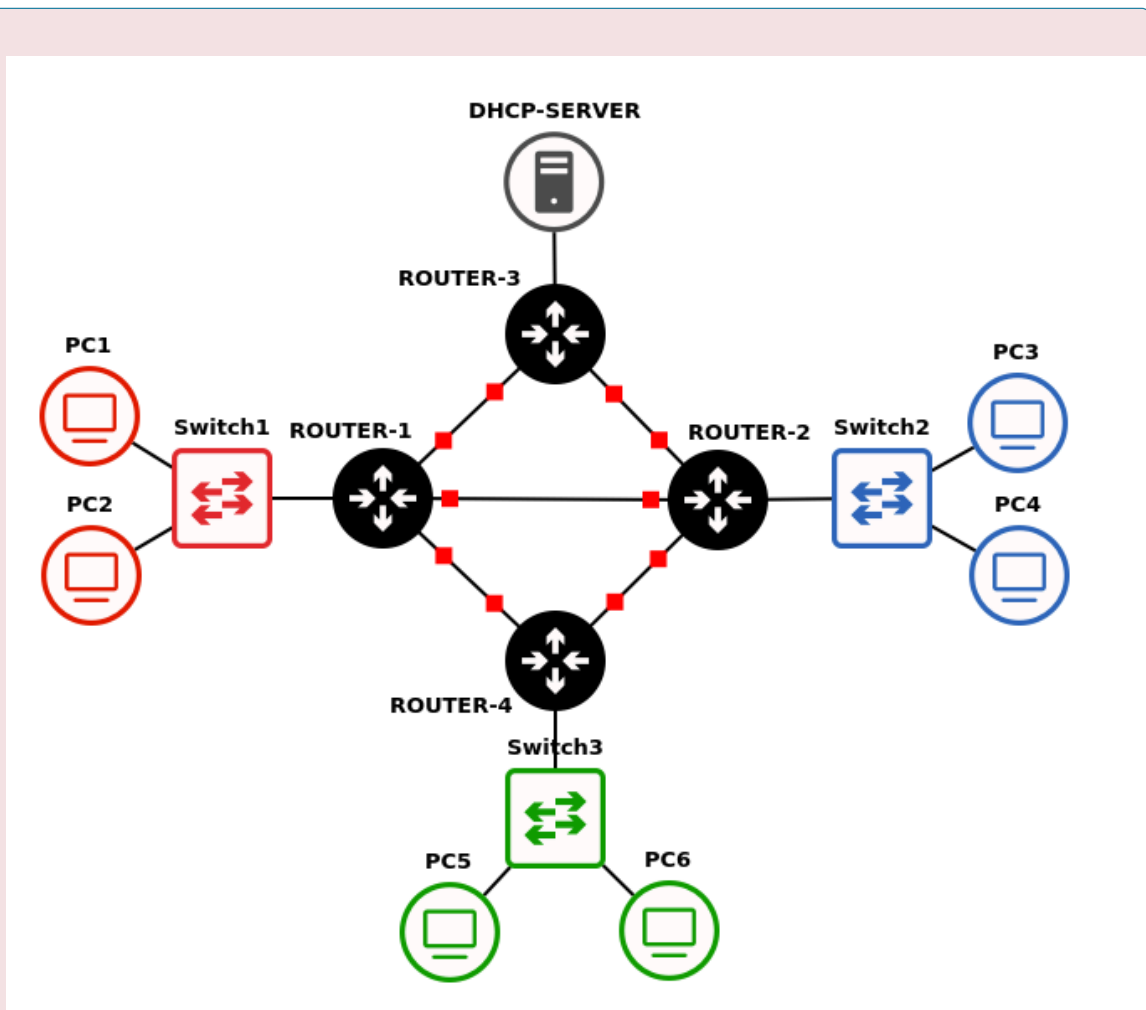 DHCP-SERVER
ROUTER-3
PC1
PC3
Switch1
ROUTER-1
ROUTER-2
Switch2
PC2
PC4
ROUTER-4
Switch3
PC5
PC6